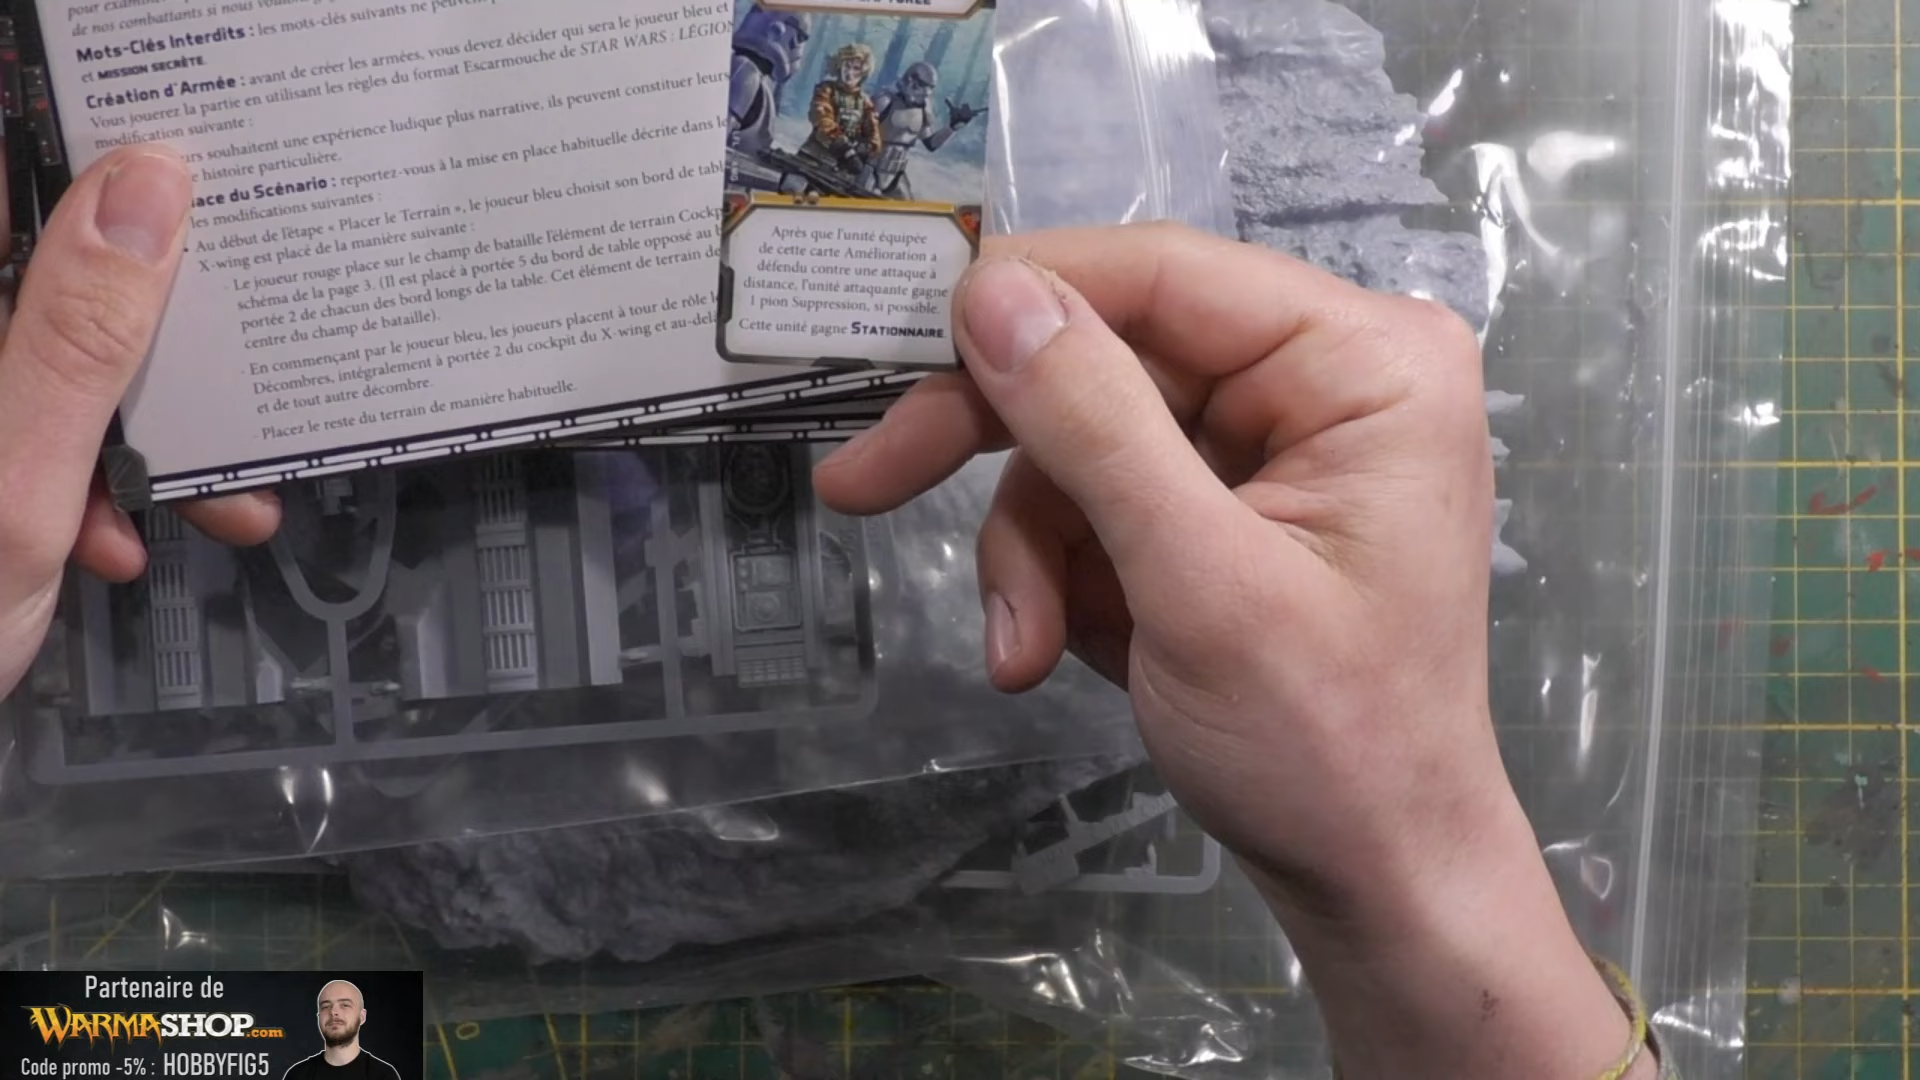 pour exam
de nos combattants si nous
Mots-Clés Interdits : les mots-clés suivants ne
et MISSION SECRÈTE.
Création d'Armée : avant de créer les armées, vous devez décider qui sera le joueur bleu et
Vous jouerez la partie en utilisant les règles du format Escarmouche de STAR WARS : LÉGION
modification suivante :
urs souhaitent une expérience ludique plus narrative, ils peuvent constituer leurs
e histoire particulière.
lace du Scénario : reportez-vous à la mise en place habituelle décrite dans le
les modifications suivantes :
• Au début de l'étape « Placer le Terrain », le joueur bleu choisit son bord de tabl
X-wing est placé de la manière suivante :
- Le joueur rouge place sur le champ de bataille l'élément de terrain Cockp
schéma de la page 3. (Il est placé à portée 5 du bord de table opposé au b
portée 2 de chacun des bord longs de la table. Cet élément de terrain de
centre du champ de bataille).
- En commençant par le joueur bleu, les joueurs placent à tour de rôle l
Décombres, intégralement à portée 2 du cockpit du X-wing et au-del
et de tout autre décombre.
- Placez le reste du terrain de manière habituelle.
Après que l'unité équipée
de cette carte Amélioration a
défendu contre une attaque à
distance, l'unité attaquante gagne
1 pion Suppression, si possible.
Cette unité gagne STATIONNAIRE.
Partenaire de
WARMASHOP.com
Code promo -5% : HOBBYFIG5